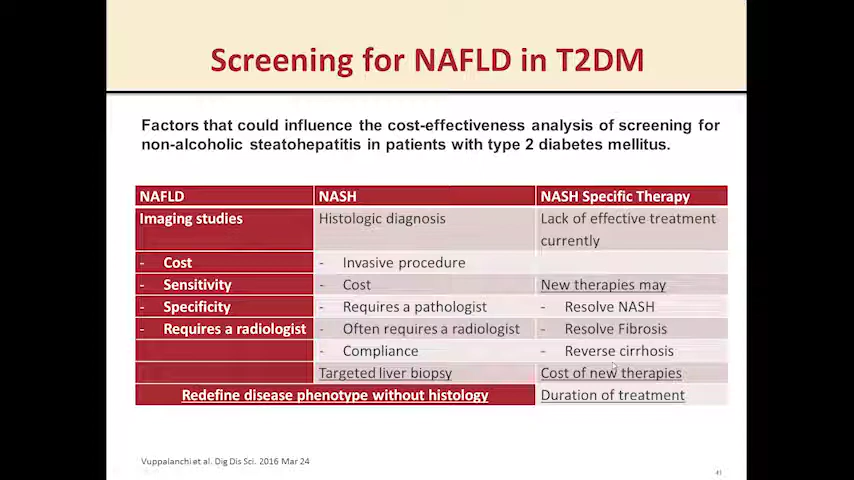 Screening for NAFLD in T2DM
Factors that could influence the cost-effectiveness analysis of screening for
non-alcoholic steatohepatitis in patients with type 2 diabetes mellitus.
NAFLD NASH NASH Specific Therapy
Imaging studies Histologic diagnosis Lack of effective treatment
currently
- Cost - Invasive procedure
- Sensitivity - Cost New therapies may
- Specificity - Requires a pathologist - Resolve NASH
- Requires a radiologist - Often requires a radiologist - Resolve Fibrosis
- Compliance - Reverse cirrhosis
Targeted liver biopsy Cost of new therapies
Redefine disease phenotype without histology Duration of treatment
Vuppalanchi et al. Dig Dis Sci. 2016 Mar 24
41